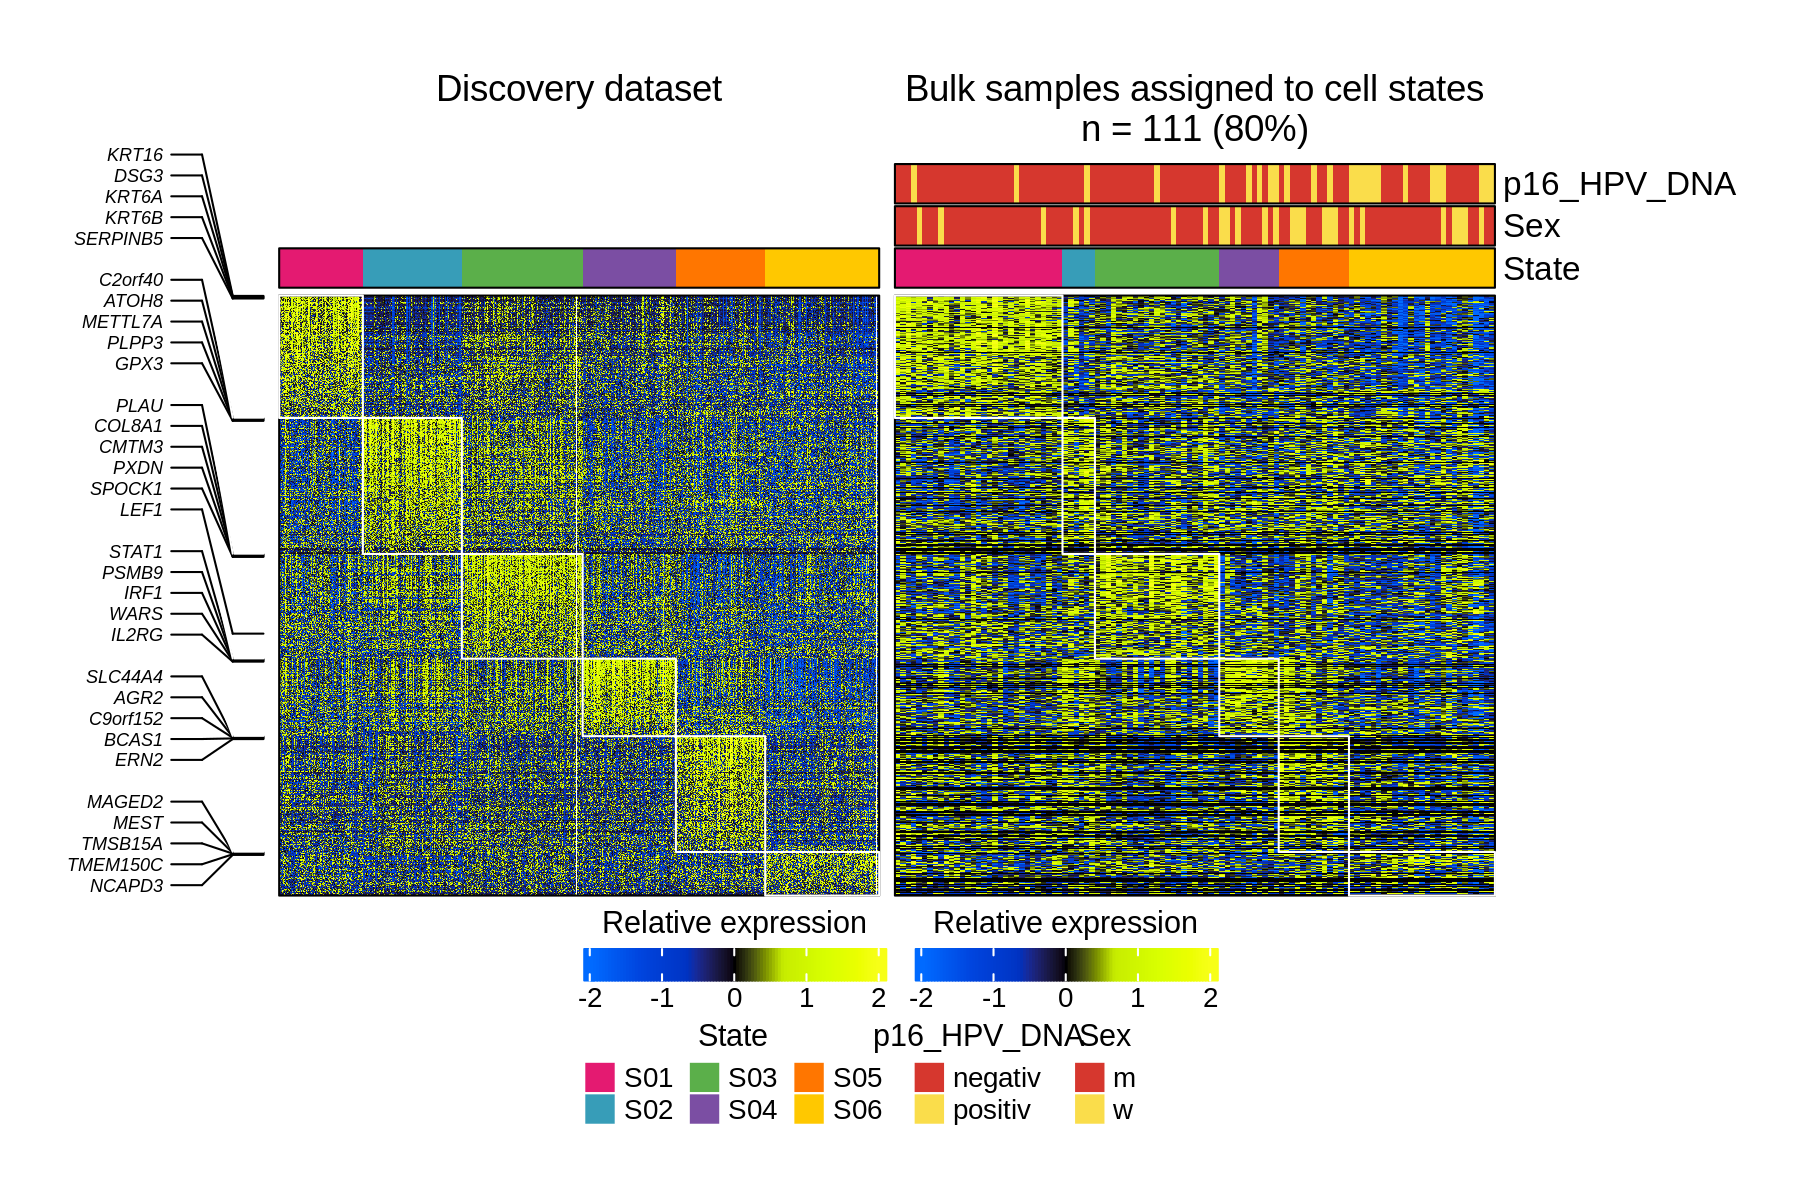 Discovery dataset
Bulk samples assigned to cell states
n = 111 (80%)
p16_HPV_DNA
Sex
State
KRT16
DSG3
KRT6A
KRT6B
SERPINB5
C2orf40
ATOH8
METTL7A
PLPP3
GPX3
PLAU
COL8A1
CMTM3
PXDN
SPOCK1
LEF1
STAT1
PSMB9
IRF1
WARS
IL2RG
SLC44A4
AGR2
C9orf152
BCAS1
ERN2
MAGED2
MEST
TMSB15A
TMEM150C
NCAPD3
Relative expression
-2 -1 0 1 2
Relative expression
-2 -1 0 1 2
State
S01 S03 S05
S02 S04 S06
p16_HPV_DNA
negativ
positiv
Sex
m
w